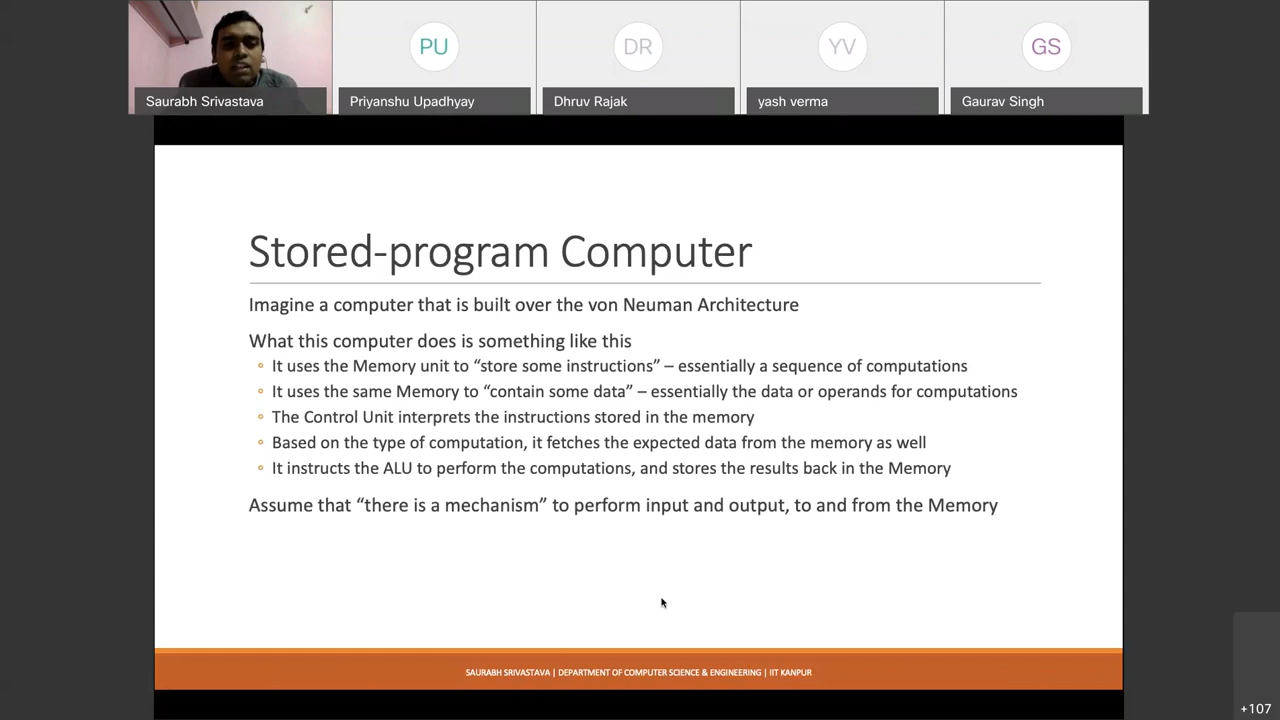 PU
DR
YV
GS
Saurabh Srivastava
Priyanshu Upadhyay
Dhruv Rajak
yash verma
Gaurav Singh
Stored-program Computer
Imagine a computer that is built over the von Neuman Architecture
What this computer does is something like this
It uses the Memory unit to “store some instructions” – essentially a sequence of computations
It uses the same Memory to “contain some data” – essentially the data or operands for computations
The Control Unit interprets the instructions stored in the memory
Based on the type of computation, it fetches the expected data from the memory as well
It instructs the ALU to perform the computations, and stores the results back in the Memory
Assume that “there is a mechanism” to perform input and output, to and from the Memory
SAURABH SRIVASTAVA | DEPARTMENT OF COMPUTER SCIENCE & ENGINEERING | IIT KANPUR
+107